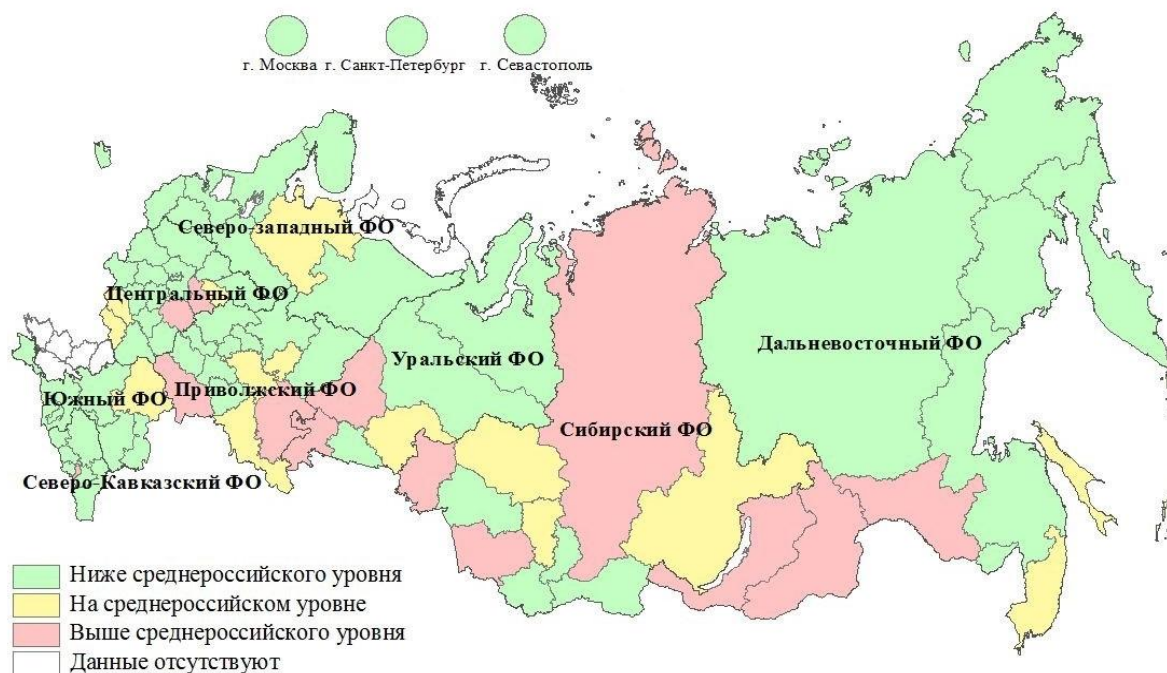 г. Москва г. Санкт-Петербург г. Севастополь
Северо-западный ФО
Центральный ФО
Уральский ФО
Дальневосточный ФО
Приволжский ФО
Южный ФО
Сибирский ФО
Северо-Кавказский ФО
Ниже среднероссийского уровня
На среднероссийском уровне
Выше среднероссийского уровня
Данные отсутствуют